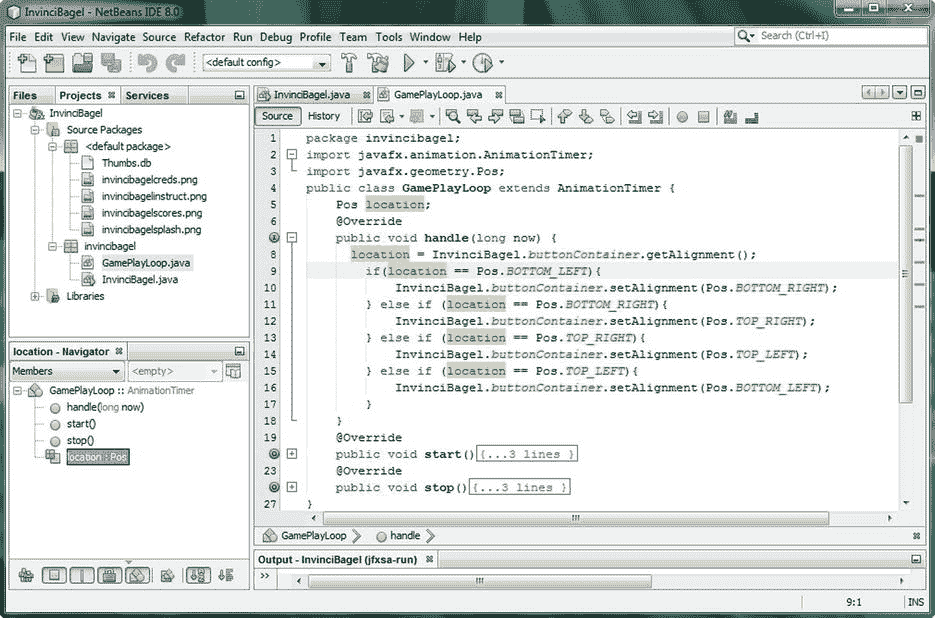 InvinciBagel - NetBeans IDE 8.0
File Edit View Navigate Source Refactor Run Debug Profile Team Tools Window Help
Search (Ctrl+I)
<default config>
Files Projects Services
InvinciBagel
Source Packages
<default package>
Thumbs.db
invincibagelcreds.png
invincibagelinstruct.png
invincibagelscores.png
invincibagelsplash.png
invincibagel
GamePlayLoop.java
InvinciBagel.java
Libraries
location - Navigator
Members <empty>
GamePlayLoop :: AnimationTimer
handle(long now)
start()
stop()
location : Pos
InvinciBagel.java GamePlayLoop.java
Source History
1 package invincibagel;
2 import javafx.animation.AnimationTimer;
3 import javafx.geometry.Pos;
4 public class GamePlayLoop extends AnimationTimer {
5 Pos location;
6 @Override
public void handle(long now) {
8 location = InvinciBagel.buttonContainer.getAlignment();
9 if(location == Pos.BOTTOM_LEFT){
10 InvinciBagel.buttonContainer.setAlignment(Pos.BOTTOM_RIGHT);
11 } else if (location == Pos.BOTTOM_RIGHT){
12 InvinciBagel.buttonContainer.setAlignment(Pos.TOP_RIGHT);
13 } else if (location == Pos.TOP_RIGHT){
14 InvinciBagel.buttonContainer.setAlignment(Pos.TOP_LEFT);
15 } else if (location == Pos.TOP_LEFT){
16 InvinciBagel.buttonContainer.setAlignment(Pos.BOTTOM_LEFT);
17 }
18 }
19 @Override
public void start() {...3 lines }
23 @Override
public void stop() {...3 lines }
27 }
GamePlayLoop handle
Output - InvinciBagel (jfxsa-run)
9:1 INS